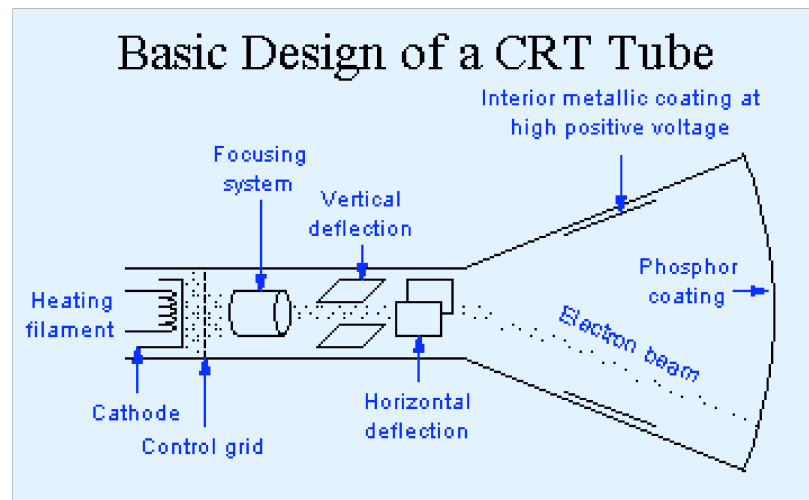 Basic Design of a CRT Tube
Interior metallic coating at
high positive voltage
Focusing
system
Vertical
deflection
Phosphor
coating
Heating
filament
Electron beam
Cathode
Control grid
Horizontal
deflection